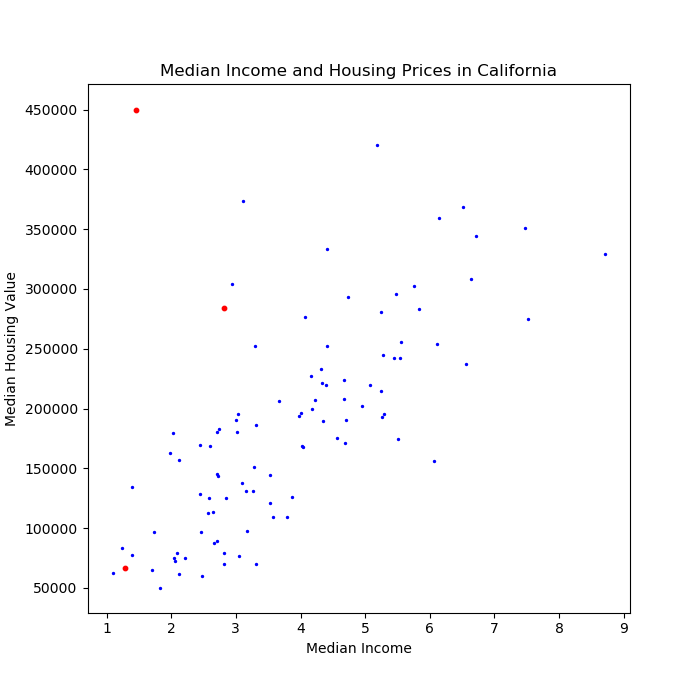 Median Income and Housing Prices in California
450000
400000
350000
300000
250000
200000
150000
100000
50000
Median Housing Value
1 2 3 4 5 6 7 8 9
Median Income